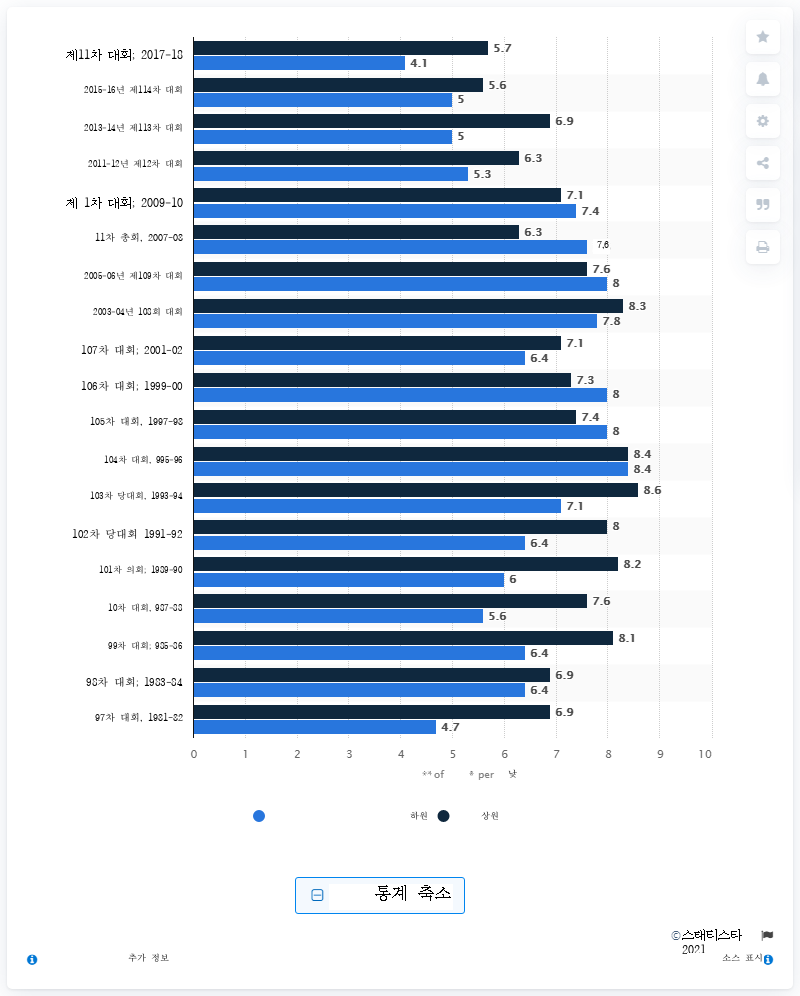 제11차 대회; 2017-18
5.7
4.1
2015-16년 제114차 대회
5.6
5
2013-14년 제113차 대회
6.9
5
2011-12년 제12차 대회
6.3
5.3
제 1차 대회; 2009-10
7.1
7.4
11차 총회, 2007-08
6.3
7,6
2005-06년 제109차 대회
7.6
8
2003-04년 108회 대회
8.3
7.8
107차 대회; 2001-02
7.1
6.4
106차 대회; 1999-00
7.3
8
105차 대회, 1997-98
7.4
8
104차 대회, 995-96
8.4
8.4
103차 당대회, 1993-94
8.6
7.1
102차 당대회 1991-92
8
6.4
101차 의회; 1989-90
8.2
6
10차 대회, 987-88
7.6
5.6
99차 대회; 985-86
8.1
6.4
98차 대회; 1983-84
6.9
6.4
97차 대회, 1981-82
6.9
4.7
0 1 2 3 4 5 6 7 8 9 10
** of * per 낮
하원 상원
통계 축소
©스태티스타 2021
추가 정보
소스 표시